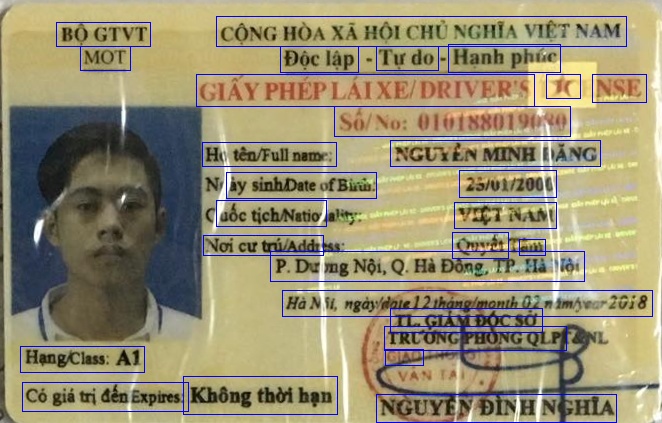 BỘ GTVT
MOT
CỘNG HÒA XÃ HỘI CHỦ NGHĨA VIỆT NAM
Độc lập - Tự do - Hạnh phúc
GIẤY PHÉP LÁI XE/DRIVER'S NSE
Số/No:
Họ tên/Full name: NGUYỄN MINH ĐĂNG
Ngày sinh/Date of Birth: 25/01/2000
Quốc tịch/Nationality: VIỆT NAM
Nơi cư trú/Address: Quyết Tâm
P. Dương Nội, Q. Hà Đông, TP. Hà Nội
Hà Nội, ngày/date 12 tháng/month 02 năm/year 2018
TL. GIÁM ĐỐC SỞ
TRƯỞNG PHÒNG QLPT&NL
GIAO THÔNG
VẬN TẢI
Hạng/Class: A1
Có giá trị đến/Expires: Không thời hạn
NGUYỄN ĐÌNH NGHĨA